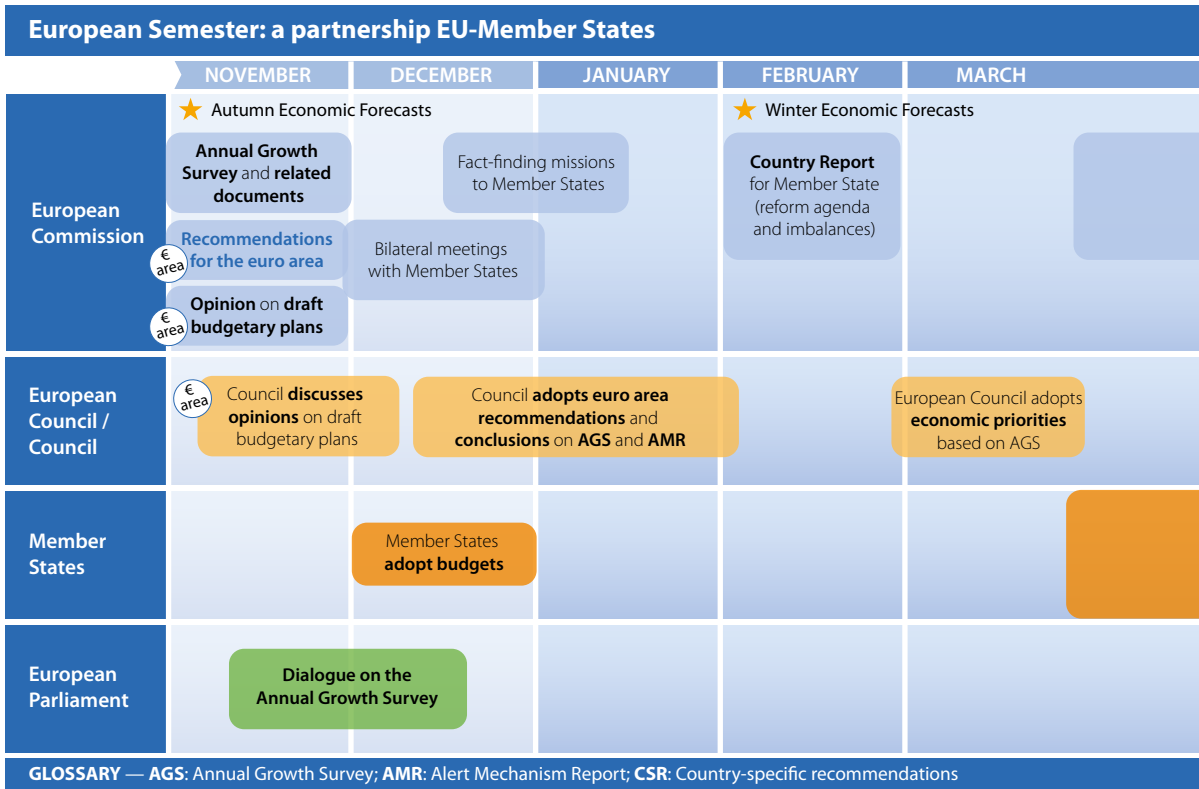 European Semester: a partnership EU-Member States
NOVEMBER
DECEMBER
JANUARY
FEBRUARY
MARCH
European
Commission
Autumn Economic Forecasts
Winter Economic Forecasts
Annual Growth
Survey and related
documents
Fact-finding missions
to Member States
Country Report
for Member State
(reform agenda
and imbalances)
€
area
Recommendations
for the euro area
Bilateral meetings
with Member States
€
area
Opinion on draft
budgetary plans
European
Council /
Council
€
area
Council discusses
opinions on draft
budgetary plans
Council adopts euro area
recommendations and
conclusions on AGS and AMR
European Council adopts
economic priorities
based on AGS
Member
States
Member States
adopt budgets
European
Parliament
Dialogue on the
Annual Growth Survey
GLOSSARY — AGS: Annual Growth Survey; AMR: Alert Mechanism Report; CSR: Country-specific recommendations